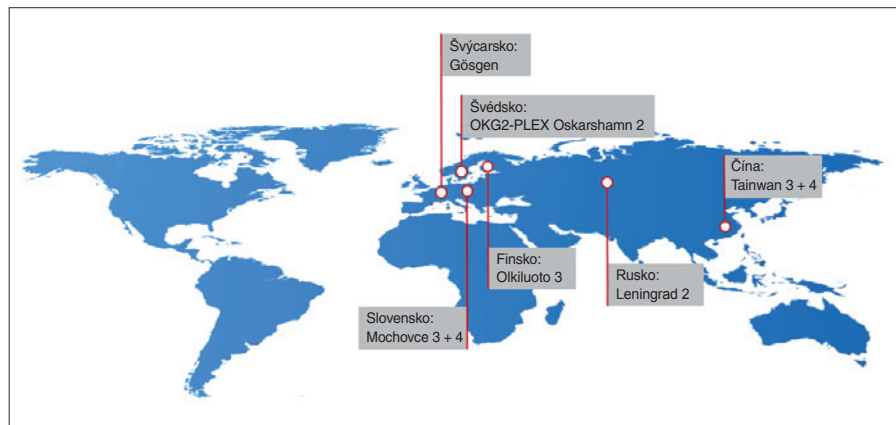 Švýcarsko:
Gösgen
Švédsko:
OKG2-PLEX Oskarshamn 2
Čína:
Tainwan 3 + 4
Finsko:
Olkiluoto 3
Rusko:
Leningrad 2
Slovensko:
Mochovce 3 + 4